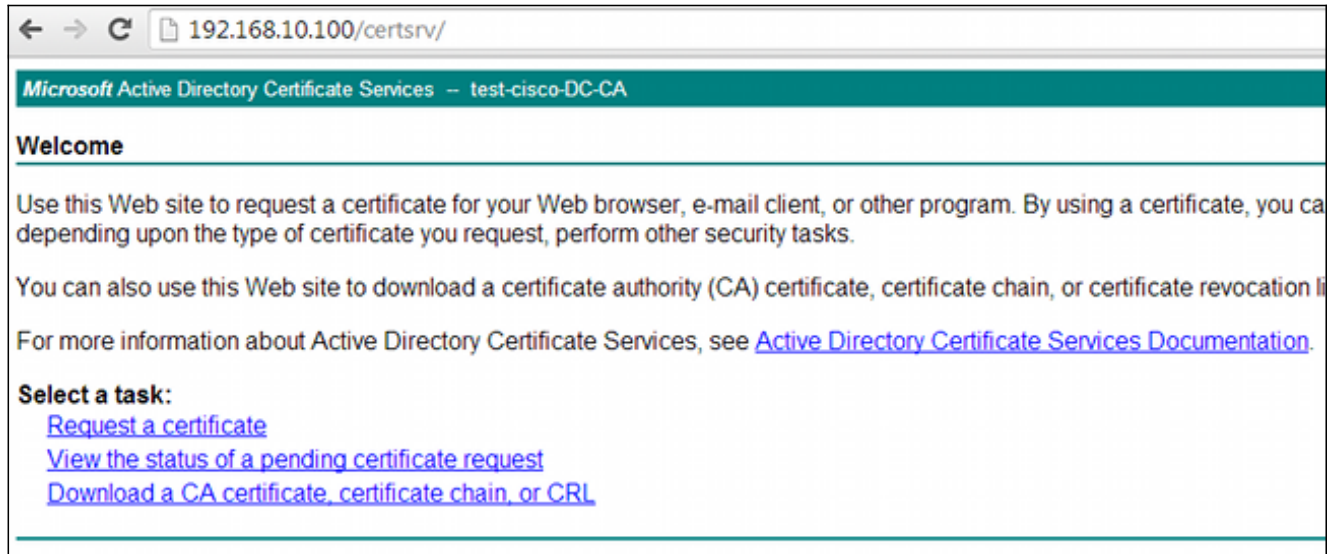 192.168.10.100/certsrv/
Microsoft Active Directory Certificate Services -- test-cisco-DC-CA
Welcome
Use this Web site to request a certificate for your Web browser, e-mail client, or other program. By using a certificate, you ca
depending upon the type of certificate you request, perform other security tasks.
You can also use this Web site to download a certificate authority (CA) certificate, certificate chain, or certificate revocation li
For more information about Active Directory Certificate Services, see Active Directory Certificate Services Documentation.
Select a task:
Request a certificate
View the status of a pending certificate request
Download a CA certificate, certificate chain, or CRL